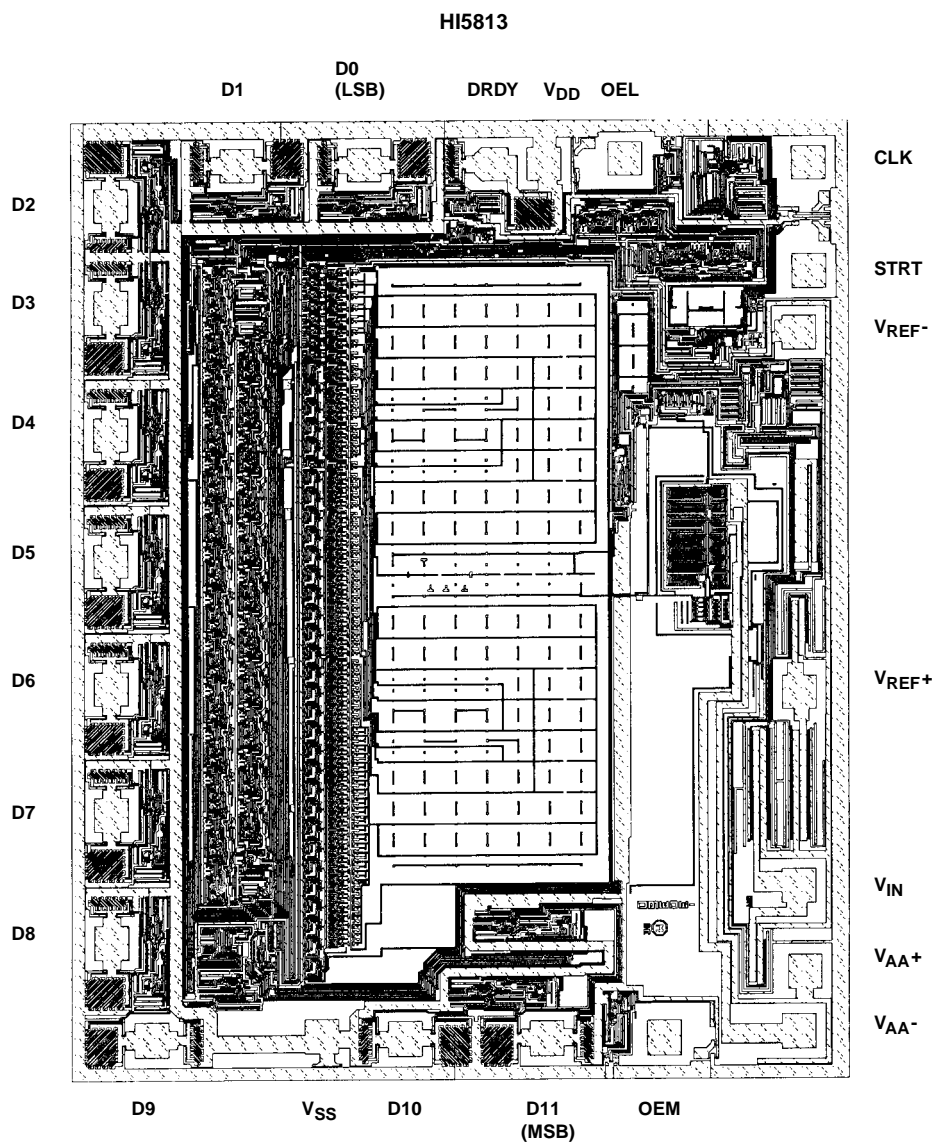 HI5813
D1
D0
(LSB)
DRDY
VDD
OEL
CLK
D2
STRT
D3
VREF-
D4
D5
D6
VREF+
D7
VIN
D8
VAA+
VAA-
D9
VSS
D10
D11
(MSB)
OEM